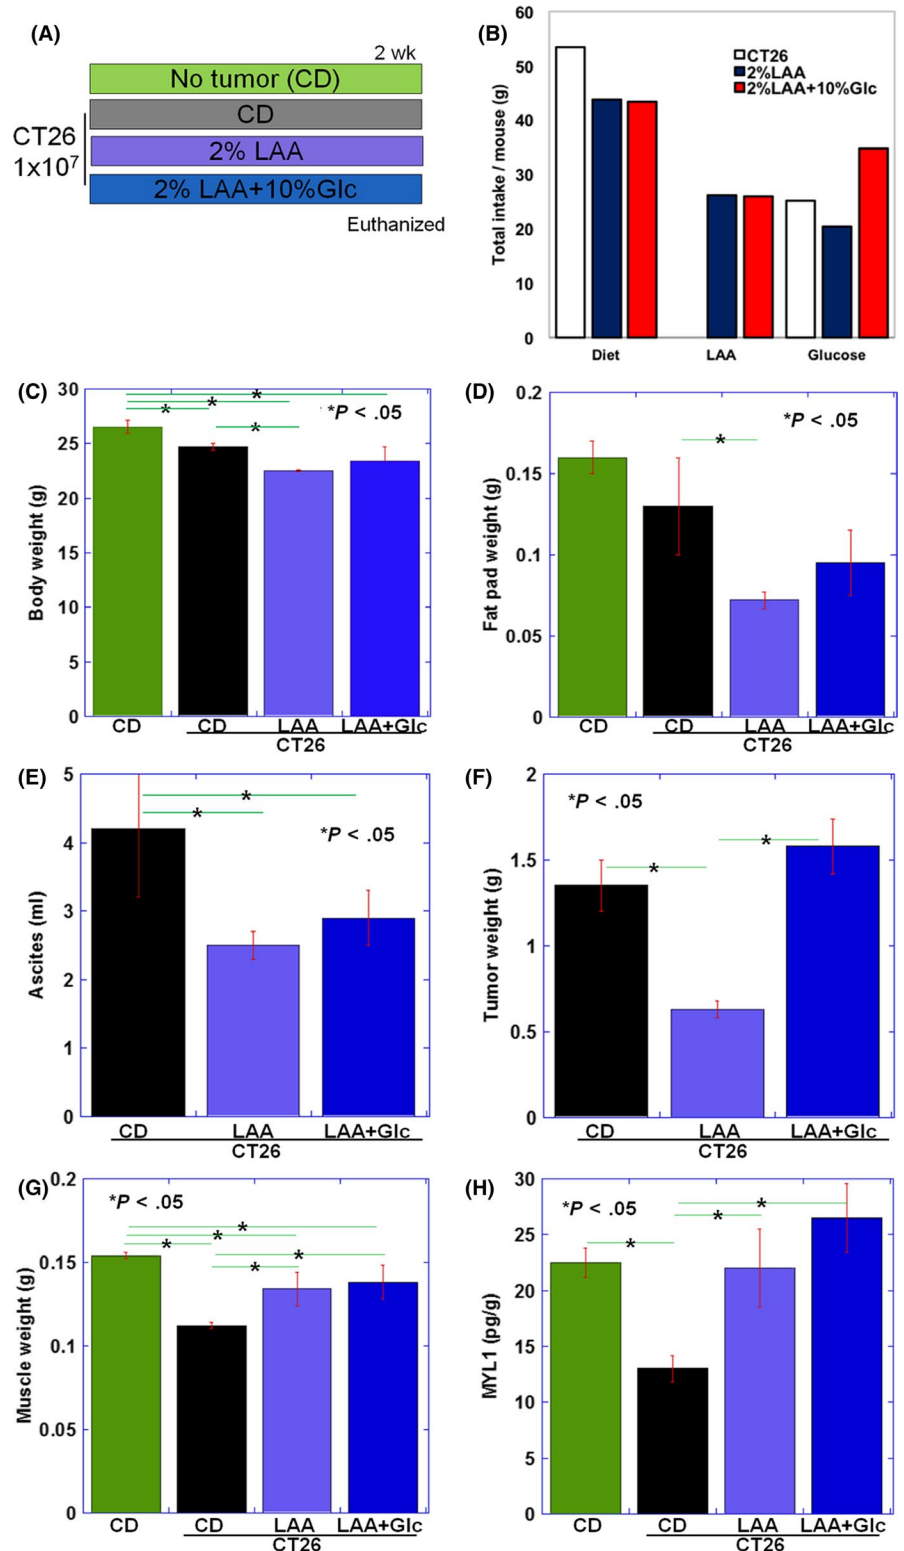 (A)
2 wk
No tumor (CD)
CD
2% LAA
2% LAA+10%Glc
CT26
1x10⁷
Euthanized
(B)
60
50
40
30
20
10
0
Total intake / mouse (g)
CT26
2%LAA
2%LAA+10%Glc
Diet LAA Glucose
(C)
30
25
20
15
10
5
0
Body weight (g)
* * * *
*P < .05
CD CD LAA LAA+Glc
CT26
(D)
0.2
0.15
0.1
0.05
0
Fat pad weight (g)
*
*P < .05
CD CD LAA LAA+Glc
CT26
(E)
5
4
3
2
1
0
Ascites (ml)
* *
*P < .05
CD LAA LAA+Glc
CT26
(F)
2
1.5
1
0.5
0
Tumor weight (g)
*P < .05
* *
CD LAA LAA+Glc
CT26
(G)
0.2
0.15
0.1
0.05
0
Muscle weight (g)
*P < .05
* * * * *
CD CD LAA LAA+Glc
CT26
(H)
30
25
20
15
10
5
0
MYL1 (pg/g)
*P < .05
* * *
CD CD LAA LAA+Glc
CT26